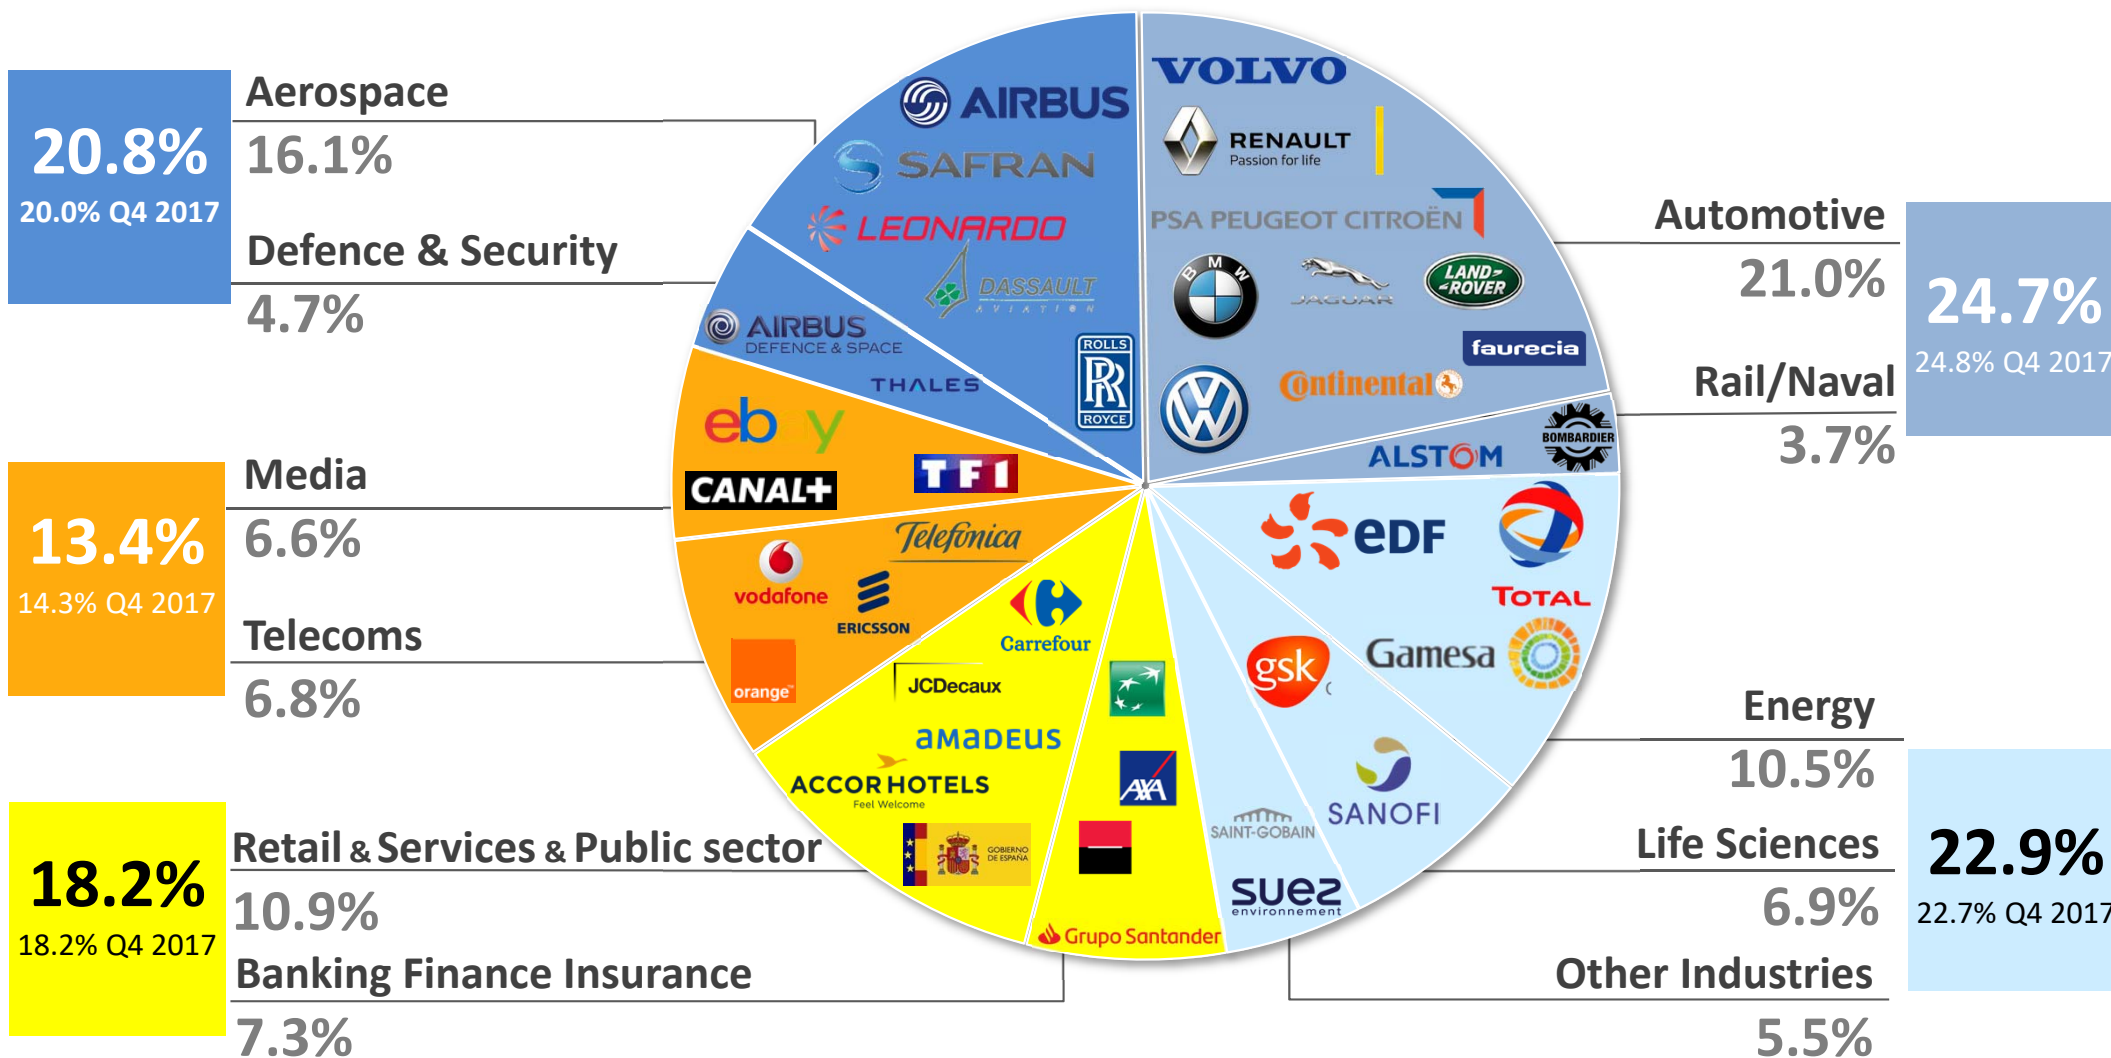 Aerospace
16.1%
20.8%
20.0% Q4 2017
Defence & Security
4.7%
Media
6.6%
13.4%
14.3% Q4 2017
Telecoms
6.8%
Retail & Services & Public sector
10.9%
18.2%
18.2% Q4 2017
Banking Finance Insurance
7.3%
AIRBUS
SAFRAN
LEONARDO
DASSAULT
AVIATION
ROLLS
RR
ROYCE
AIRBUS
DEFENCE & SPACE
THALES
ebay
CANAL+
TF1
Telefónica
vodafone
ERICSSON
orange™
Carrefour
JCDecaux
amadeus
ACCORHOTELS
Feel Welcome
GOBIERNO
DE ESPAÑA
AXA
Grupo Santander
VOLVO
RENAULT
Passion for life
PSA PEUGEOT CITROËN
BMW
JAGUAR
LAND-
-ROVER
faurecia
Continental
VW
ALSTOM
BOMBARDIER
eDF
TOTAL
Gamesa
gsk
SANOFI
SAINT-GOBAIN
suez
environnement
Automotive
21.0%
24.7%
24.8% Q4 2017
Rail/Naval
3.7%
Energy
10.5%
Life Sciences
6.9%
22.9%
22.7% Q4 2017
Other Industries
5.5%